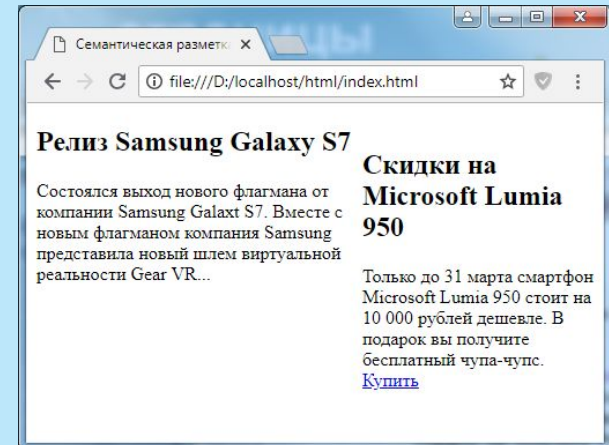 Семантическая разметк
file:///D:/localhost/html/index.html
Релиз Samsung Galaxy S7
Состоялся выход нового флагмана от
компании Samsung Galaxt S7. Вместе с
новым флагманом компания Samsung
представила новый шлем виртуальной
реальности Gear VR...
Скидки на
Microsoft Lumia
950
Только до 31 марта смартфон
Microsoft Lumia 950 стоит на
10 000 рублей дешевле. В
подарок вы получите
бесплатный чупа-чупс.
Купить